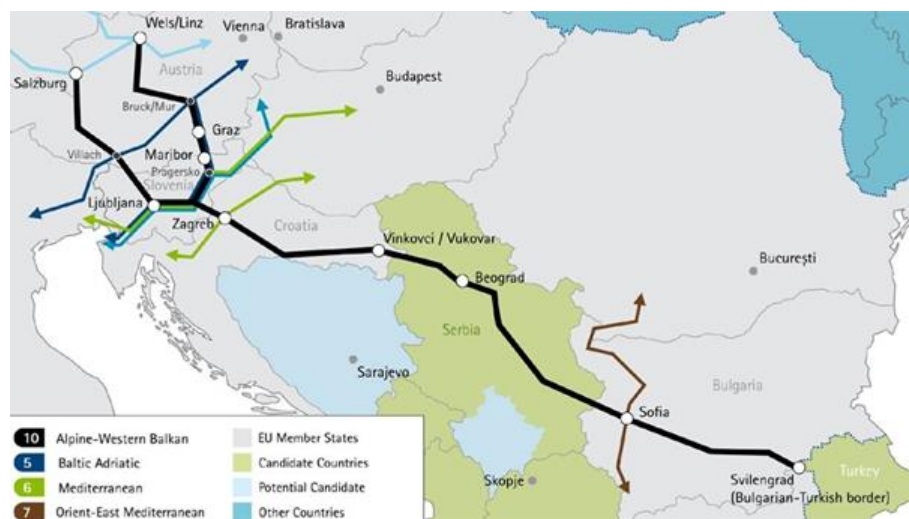 Wels/Linz
Vienna
Bratislava
Salzburg
Austria
Budapest
Bruck/Mur
Graz
Villach
Maribor
Pragersko
Slovenia
Ljubljana
Zagreb
Croatia
Vinkovci / Vukovar
Beograd
București
Serbia
Sarajevo
Bulgaria
Sofia
Skopje
Svilengrad
(Bulgarian-Turkish border)
Turkey
10 Alpine-Western Balkan
5 Baltic Adriatic
6 Mediterranean
7 Orient-East Mediterranean
EU Member States
Candidate Countries
Potential Candidate
Other Countries